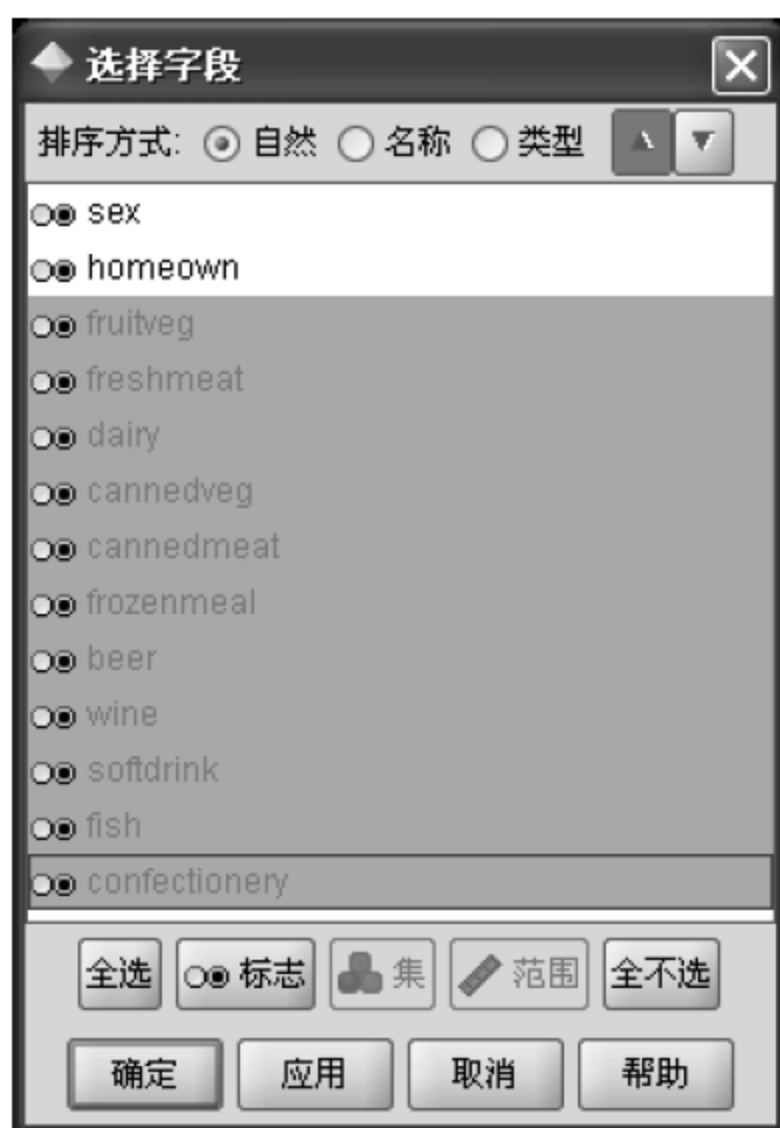 选择字段
排序方式: 自然 名称 类型
sex
homeown
fruitveg
freshmeat
dairy
cannedveg
cannedmeat
frozenmeal
beer
wine
softdrink
fish
confectionery
全选 标志 集 范围 全不选
确定 应用 取消 帮助